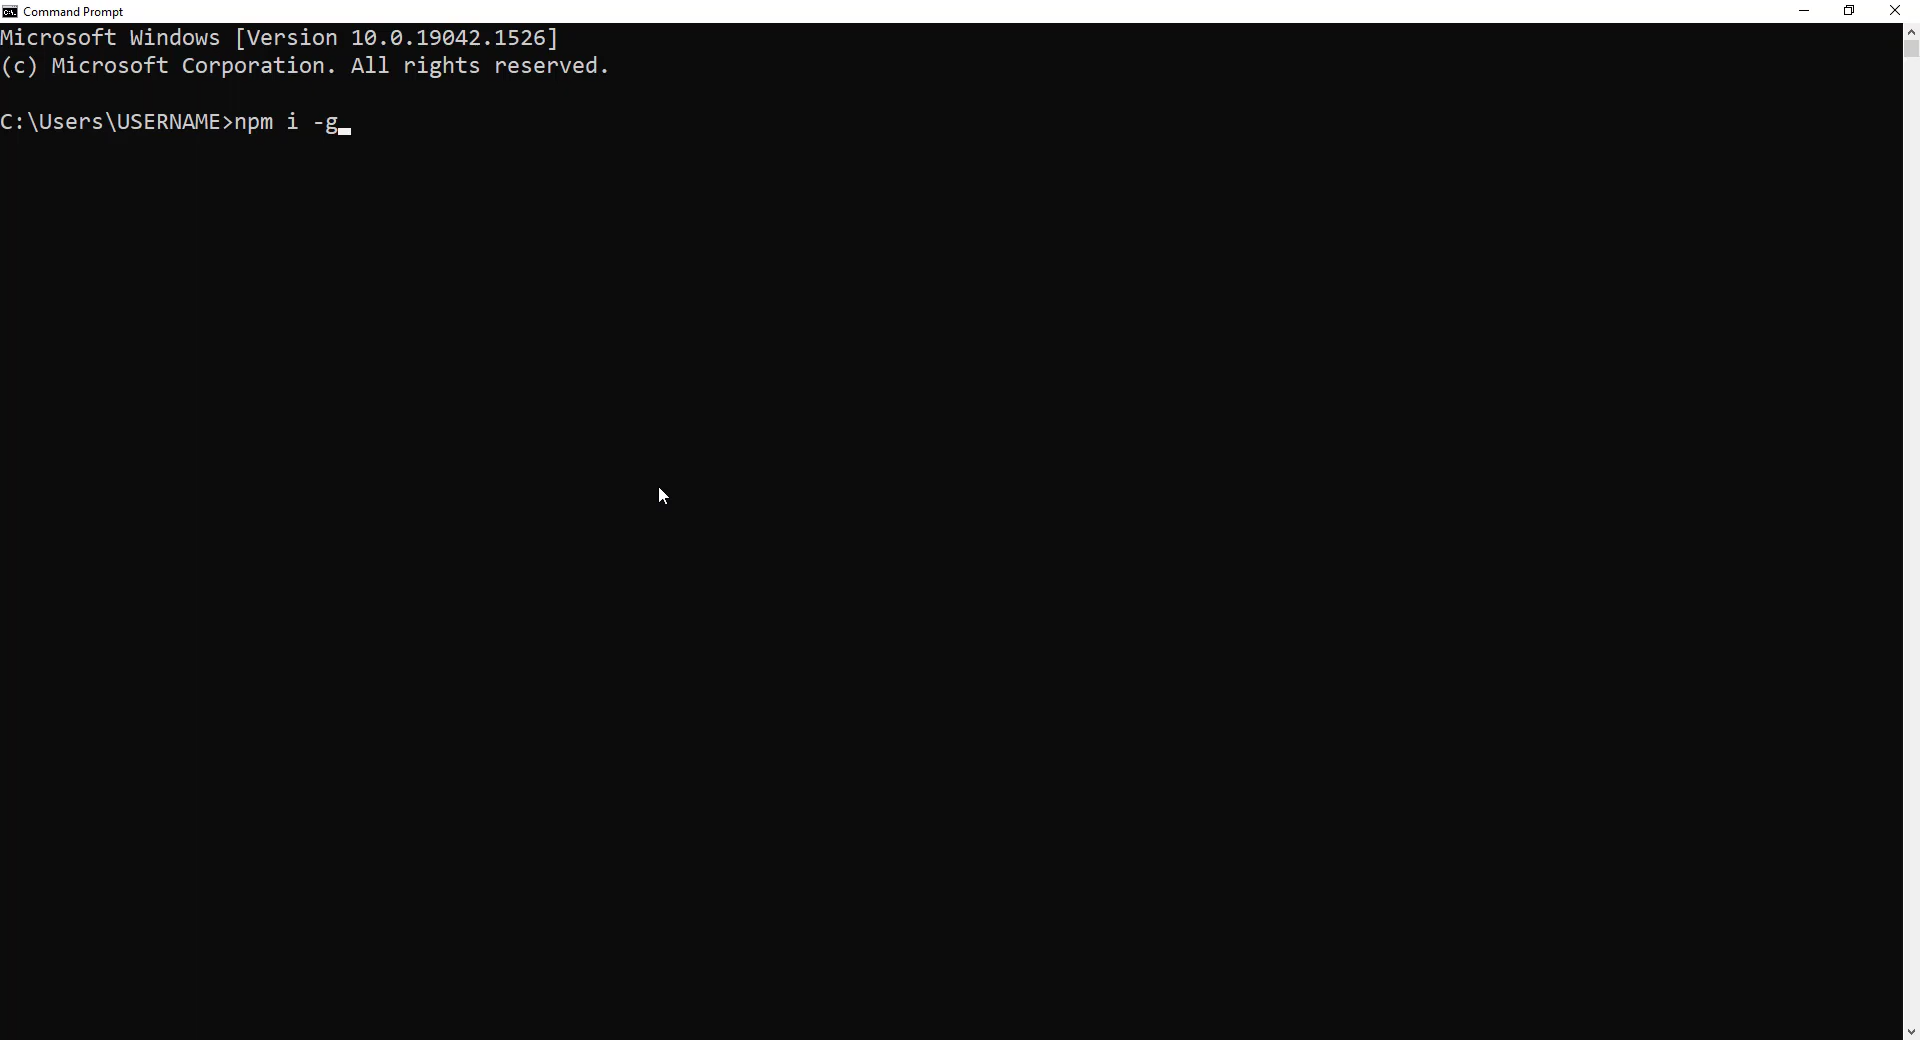 Command Prompt
Microsoft Windows [Version 10.0.19042.1526]
(c) Microsoft Corporation. All rights reserved.
C:\Users\USERNAME>npm i -g